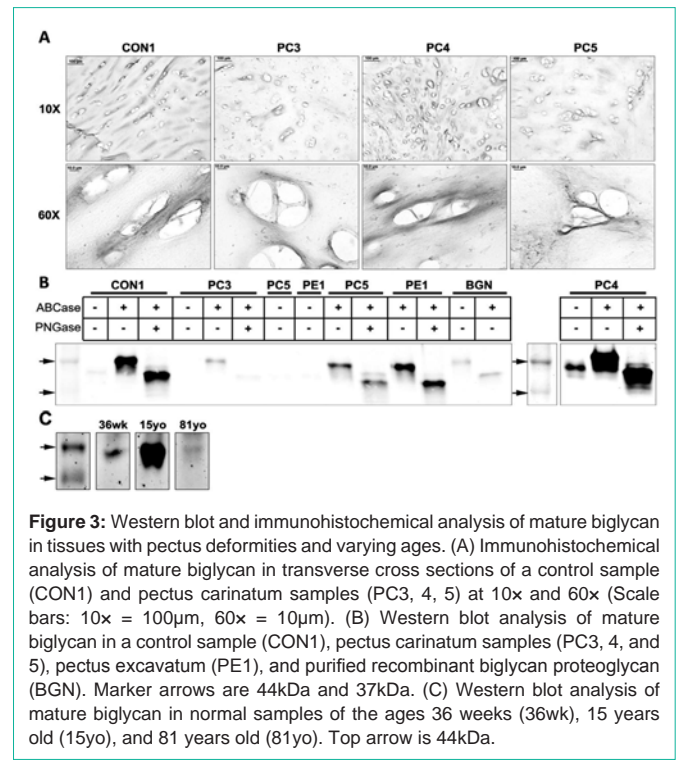 A
CON1 PC3 PC4 PC5
10X
60X
B
CON1 PC3 PC5 PE1 PC5 PE1 BGN PC4
ABCase - + + - + + - - + + + + - + - + +
PNGase - - + - - + - - - + - + - - - - +
C
36wk 15yo 81yo
Figure 3: Western blot and immunohistochemical analysis of mature biglycan
in tissues with pectus deformities and varying ages. (A) Immunohistochemical
analysis of mature biglycan in transverse cross sections of a control sample
(CON1) and pectus carinatum samples (PC3, 4, 5) at 10× and 60× (Scale
bars: 10× = 100µm, 60× = 10µm). (B) Western blot analysis of mature
biglycan in a control sample (CON1), pectus carinatum samples (PC3, 4, and
5), pectus excavatum (PE1), and purified recombinant biglycan proteoglycan
(BGN). Marker arrows are 44kDa and 37kDa. (C) Western blot analysis of
mature biglycan in normal samples of the ages 36 weeks (36wk), 15 years
old (15yo), and 81 years old (81yo). Top arrow is 44kDa.